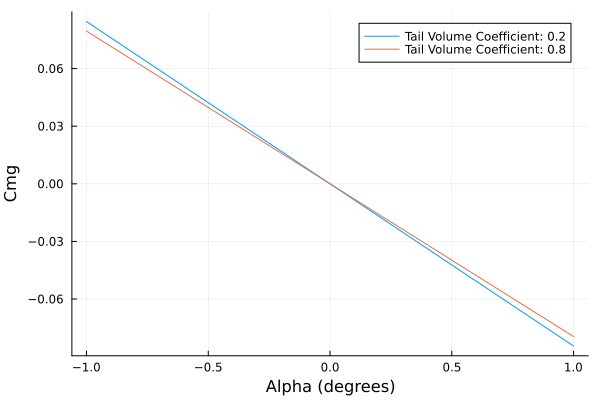 Tail Volume Coefficient: 0.2
Tail Volume Coefficient: 0.8
0.06
0.03
0.00
−0.03
−0.06
Cmg
−1.0 −0.5 0.0 0.5 1.0
Alpha (degrees)